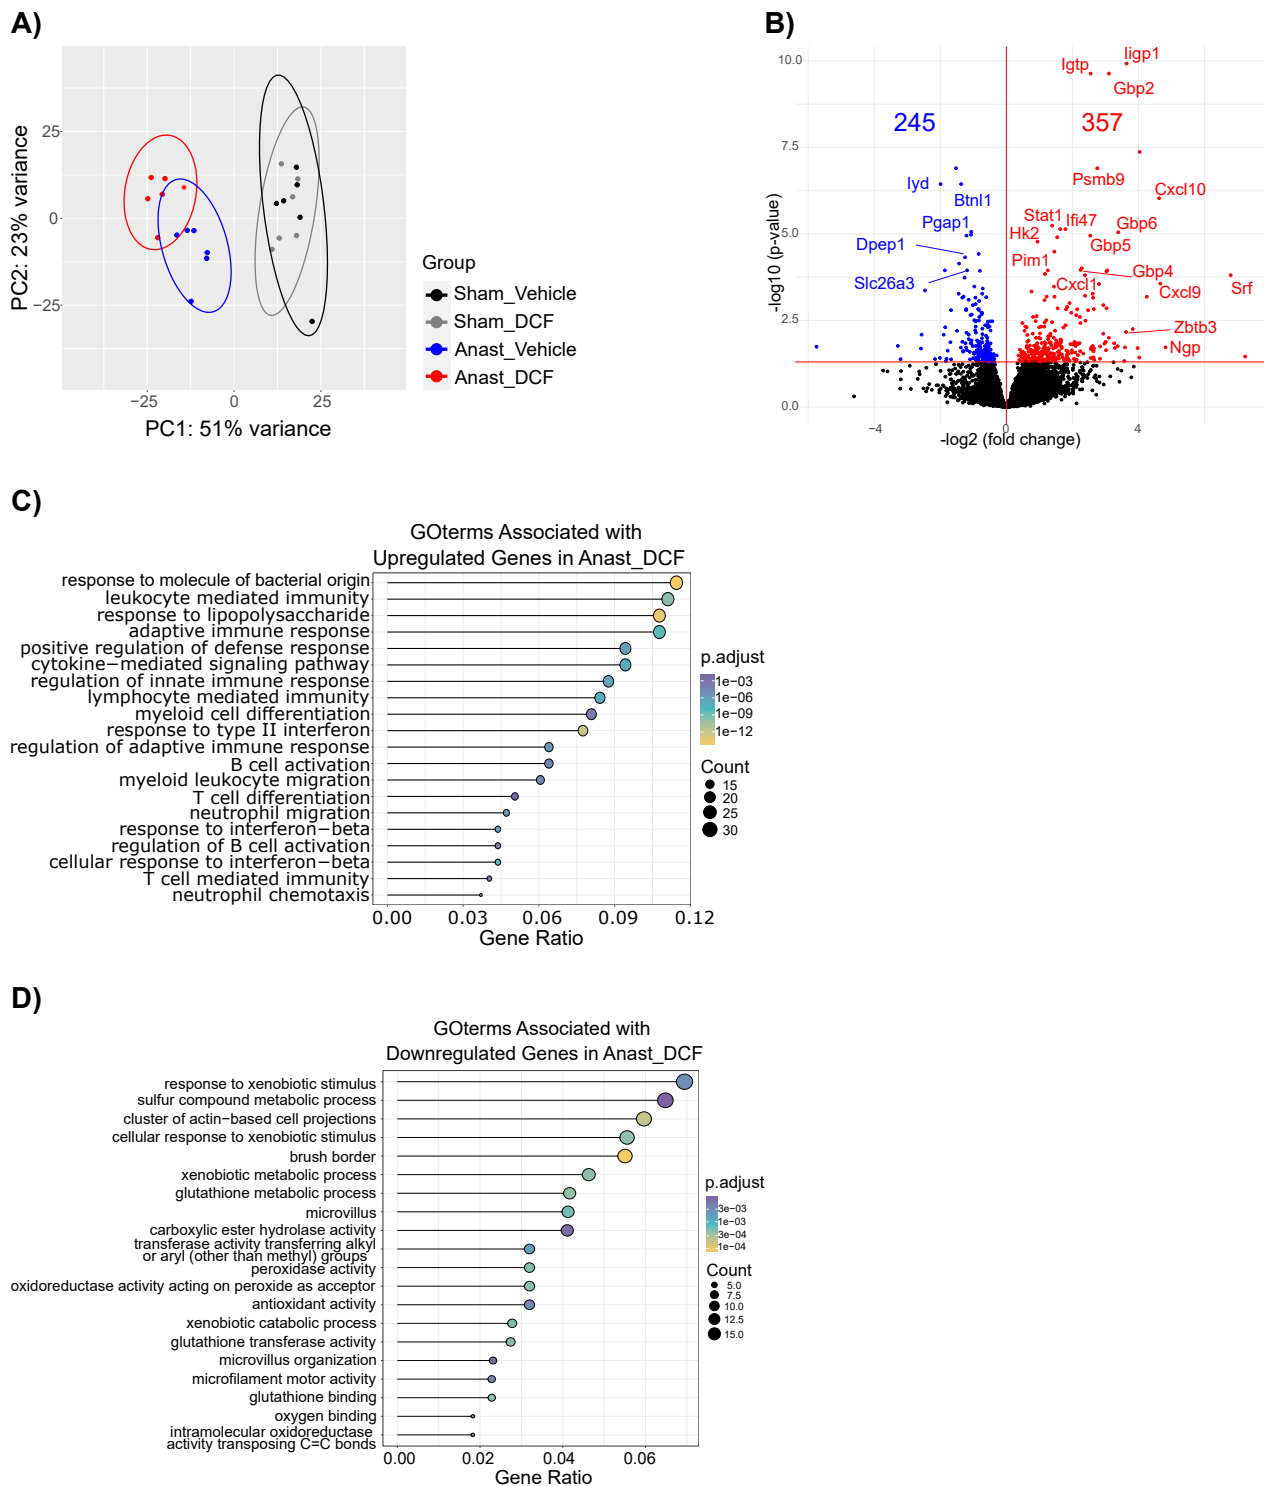 A)
25
0
−25
−25
0
25
PC2: 23% variance
PC1: 51% variance
Group
Sham_Vehicle
Sham_DCF
Anast_Vehicle
Anast_DCF
B)
10.0
7.5
5.0
2.5
0.0
-log10 (p-value)
−4
0
4
-log2 (fold change)
245
357
Iigp1
Igtp
Gbp2
Psmb9
Cxcl10
Iyd
Btnl1
Pgap1
Dpep1
Slc26a3
Stat1
Ifi47
Gbp6
Hk2
Gbp5
Pim1
Gbp4
Cxcl1
Cxcl9
Srf
Zbtb3
Ngp
C)
GOterms Associated with
Upregulated Genes in Anast_DCF
response to molecule of bacterial origin
leukocyte mediated immunity
response to lipopolysaccharide
adaptive immune response
positive regulation of defense response
cytokine−mediated signaling pathway
regulation of innate immune response
lymphocyte mediated immunity
myeloid cell differentiation
response to type II interferon
regulation of adaptive immune response
B cell activation
myeloid leukocyte migration
T cell differentiation
neutrophil migration
response to interferon−beta
regulation of B cell activation
cellular response to interferon−beta
T cell mediated immunity
neutrophil chemotaxis
0.00
0.03
0.06
0.09
0.12
Gene Ratio
p.adjust
1e−03
1e−06
1e−09
1e−12
Count
15
20
25
30
D)
GOterms Associated with
Downregulated Genes in Anast_DCF
response to xenobiotic stimulus
sulfur compound metabolic process
cluster of actin−based cell projections
cellular response to xenobiotic stimulus
brush border
xenobiotic metabolic process
glutathione metabolic process
microvillus
carboxylic ester hydrolase activity
transferase activity transferring alkyl
or aryl (other than methyl) groups
peroxidase activity
oxidoreductase activity acting on peroxide as acceptor
antioxidant activity
xenobiotic catabolic process
glutathione transferase activity
microvillus organization
microfilament motor activity
glutathione binding
oxygen binding
intramolecular oxidoreductase
activity transposing C=C bonds
0.00
0.02
0.04
0.06
Gene Ratio
p.adjust
3e−03
1e−03
3e−04
1e−04
Count
5.0
7.5
10.0
12.5
15.0